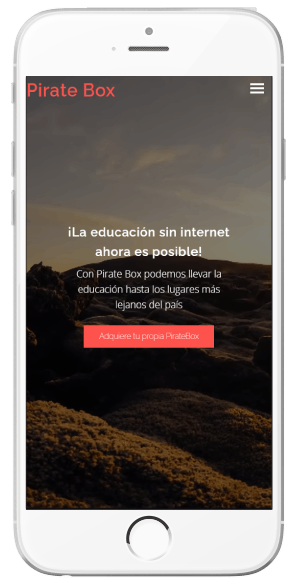 Pirate Box
¡La educación sin internet
ahora es posible!
Con Pirate Box podemos llevar la
educación hasta los lugares más
lejanos del país
Adquiere tu propia PirateBox